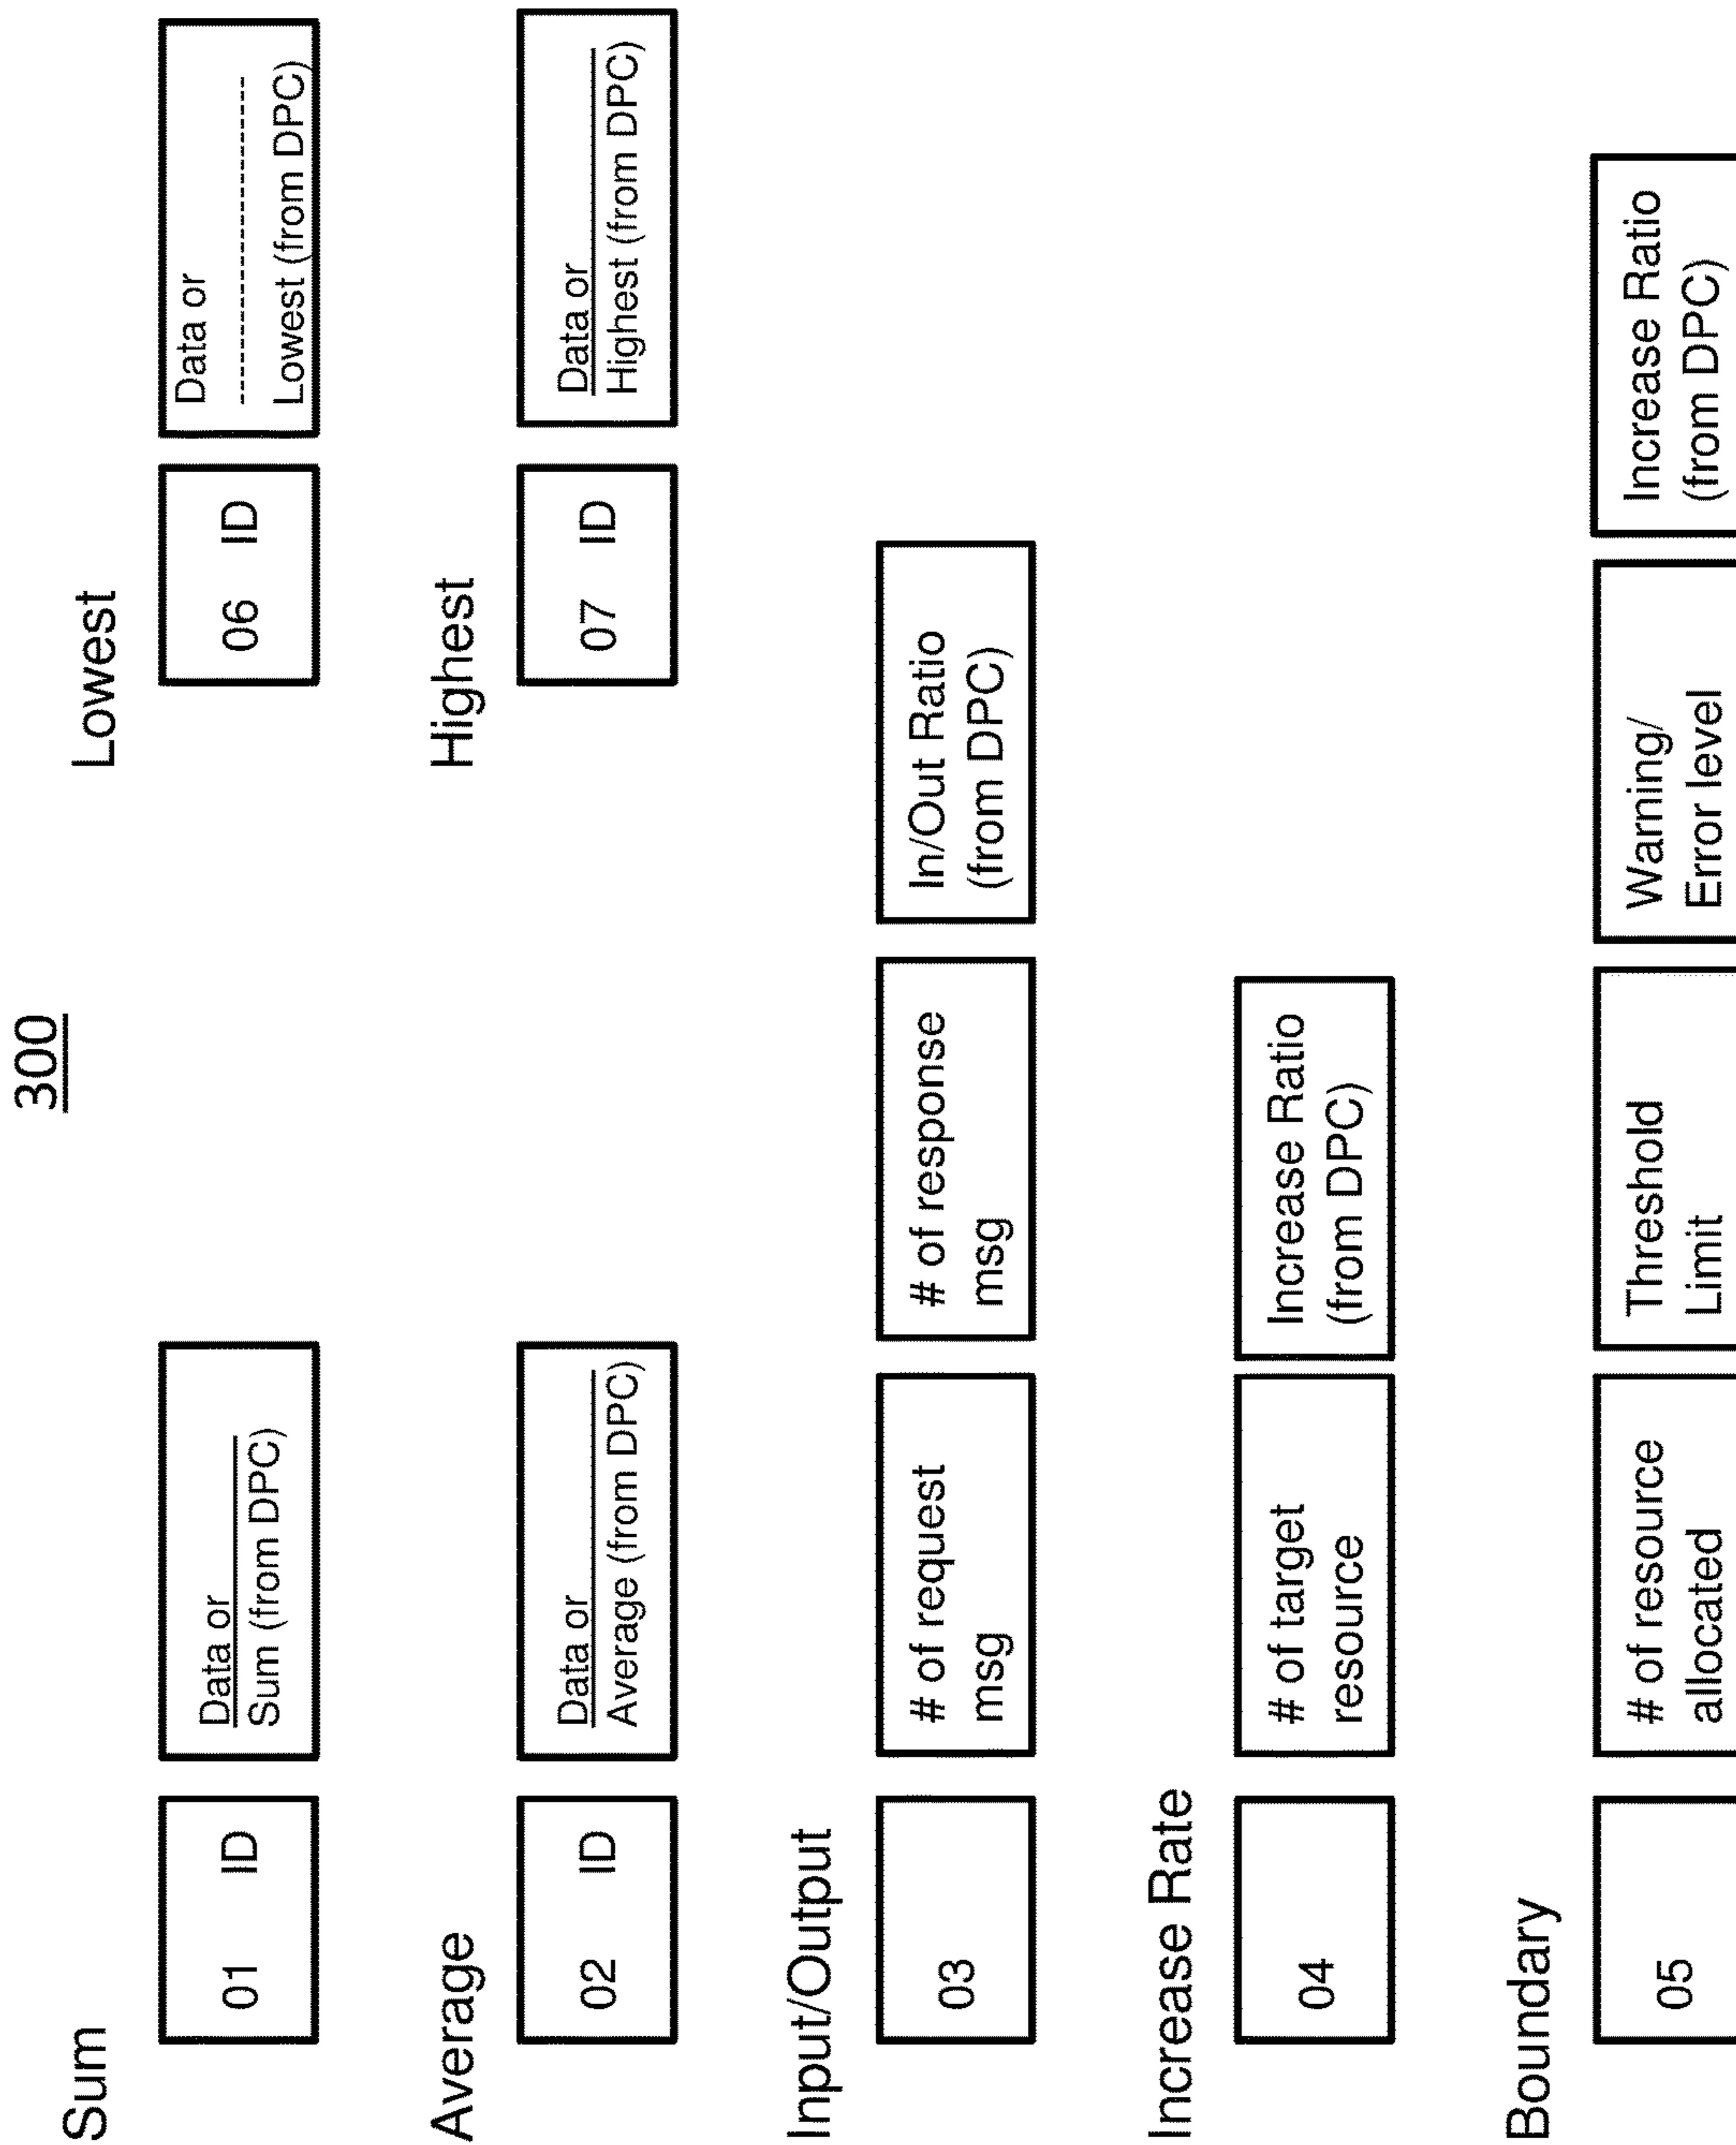 300
Sum
01 ID
Data or
Sum (from DPC)
Lowest
06 ID
Data or
Lowest (from DPC)
Average
02 ID
Data or
Average (from DPC)
Highest
07 ID
Data or
Highest (from DPC)
Input/Output
03
# of request
msg
# of response
msg
In/Out Ratio
(from DPC)
Increase Rate
04
# of target
resource
Increase Ratio
(from DPC)
Boundary
05
# of resource
allocated
Threshold
Limit
Warning/
Error level
Increase Ratio
(from DPC)